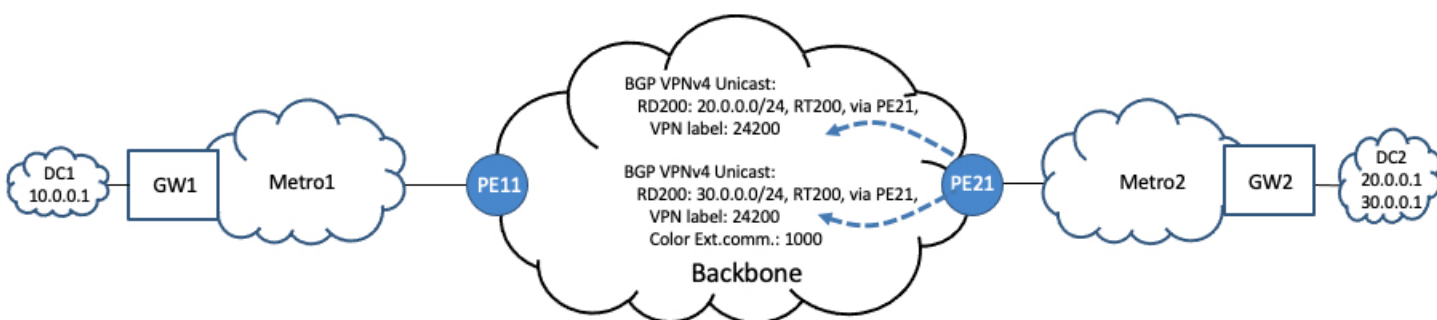 BGP VPNv4 Unicast:
RD200: 20.0.0.0/24, RT200, via PE21,
VPN label: 24200
BGP VPNv4 Unicast:
RD200: 30.0.0.0/24, RT200, via PE21,
VPN label: 24200
Color Ext.comm.: 1000
Backbone
DC1
10.0.0.1
GW1
Metro1
PE11
PE21
Metro2
GW2
DC2
20.0.0.1
30.0.0.1